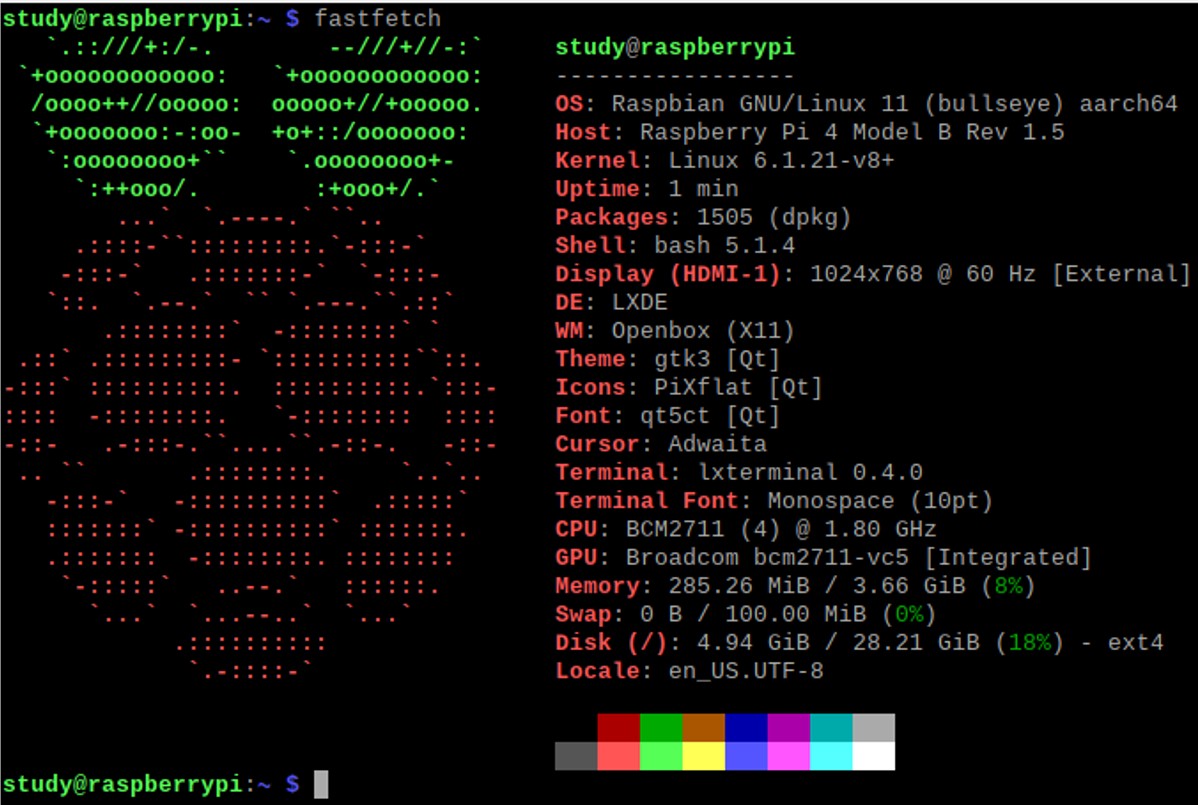 study@raspberrypi:~ $ fastfetch
study@raspberrypi
-----------------
OS: Raspbian GNU/Linux 11 (bullseye) aarch64
Host: Raspberry Pi 4 Model B Rev 1.5
Kernel: Linux 6.1.21-v8+
Uptime: 1 min
Packages: 1505 (dpkg)
Shell: bash 5.1.4
Display (HDMI-1): 1024x768 @ 60 Hz [External]
DE: LXDE
WM: Openbox (X11)
Theme: gtk3 [Qt]
Icons: PiXflat [Qt]
Font: qt5ct [Qt]
Cursor: Adwaita
Terminal: lxterminal 0.4.0
Terminal Font: Monospace (10pt)
CPU: BCM2711 (4) @ 1.80 GHz
GPU: Broadcom bcm2711-vc5 [Integrated]
Memory: 285.26 MiB / 3.66 GiB (8%)
Swap: 0 B / 100.00 MiB (0%)
Disk (/): 4.94 GiB / 28.21 GiB (18%) - ext4
Locale: en_US.UTF-8
study@raspberrypi:~ $